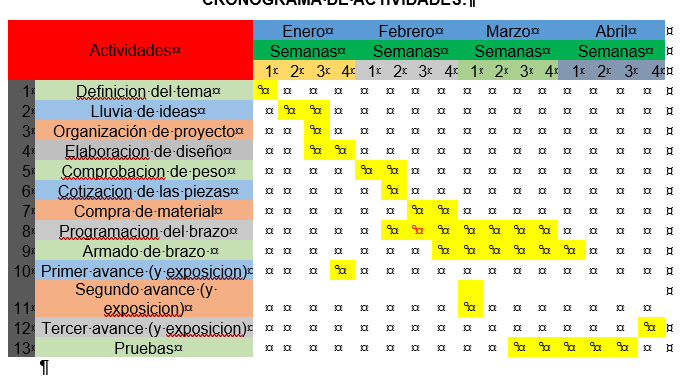 CRONOGRAMA·DE·ACTIVIDADES.¶
Actividades¤ Enero¤ Febrero¤ Marzo¤ Abril¤
Semanas¤ Semanas¤ Semanas¤ Semanas¤
1¤ 2¤ 3¤ 4¤ 1¤ 2¤ 3¤ 4¤ 1¤ 2¤ 3¤ 4¤ 1¤ 2¤ 3¤ 4¤
1 Definicion·del·tema¤
2 Lluvia·de·ideas¤
3 Organización·de·proyecto¤
4 Elaboracion·de·diseño¤
5 Comprobacion·de·peso¤
6 Cotizacion·de·las·piezas¤
7 Compra·de·material¤
8 Programacion·del·brazo¤
9 Armado·de·brazo¤
10 Primer·avance·(y·exposicion)¤
Segundo·avance·(y·
11 exposicion)¤
12 Tercer·avance·(y·exposicion)¤
13 Pruebas¤
¶